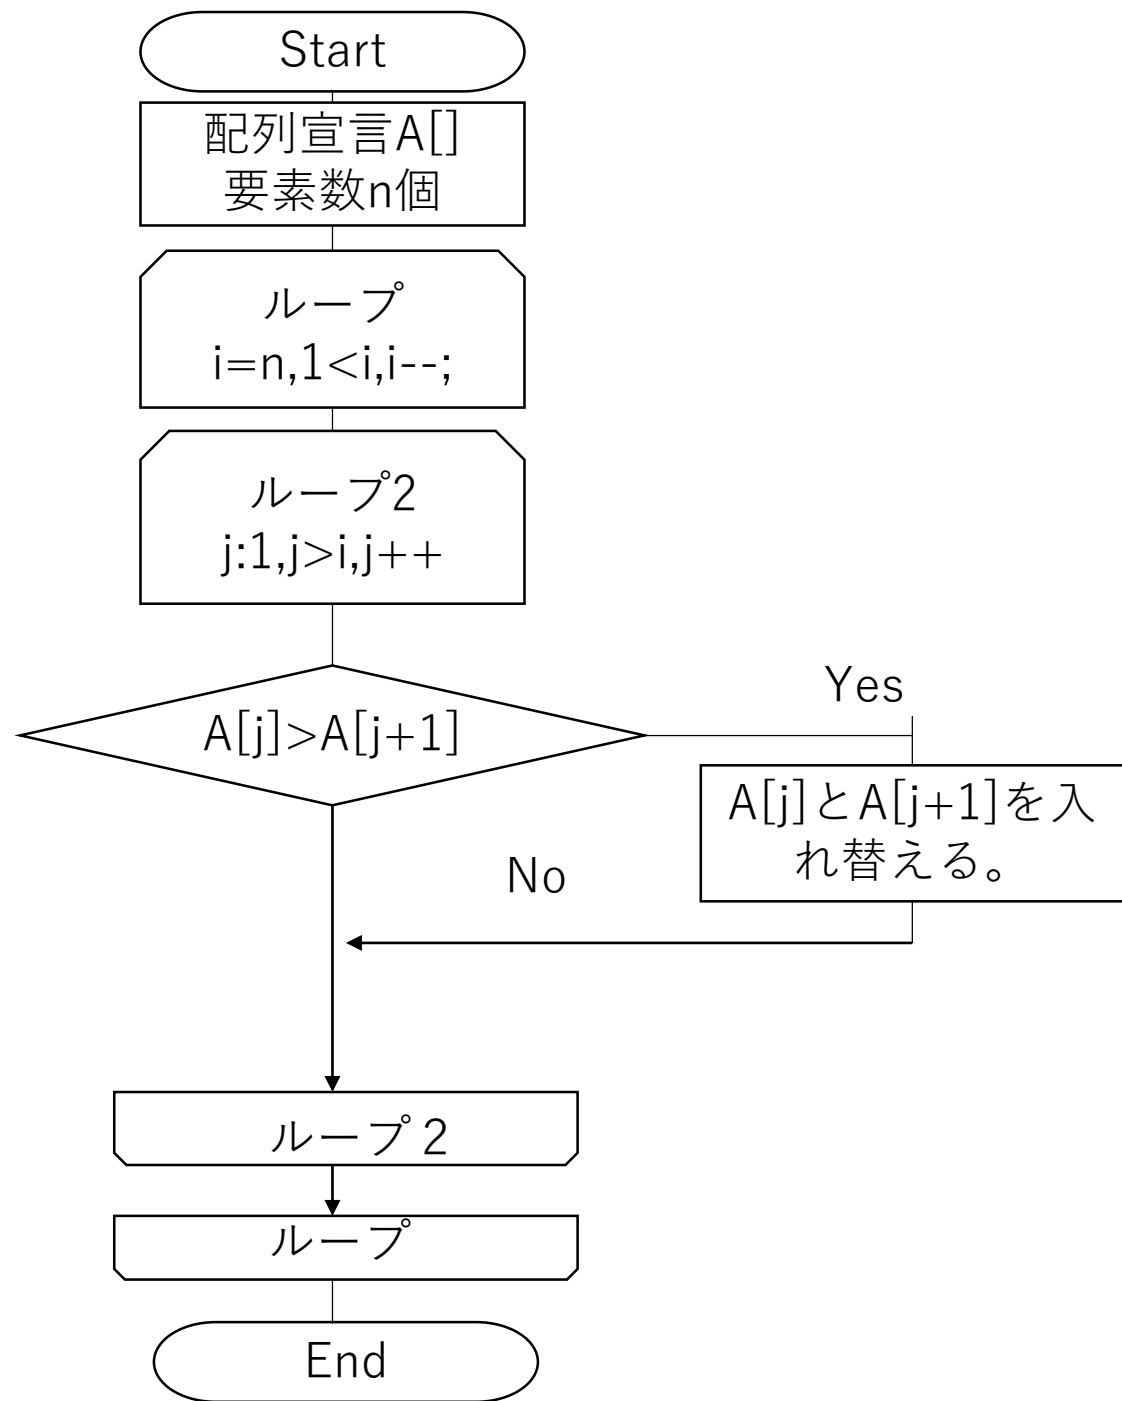 Start
配列宣言A[]
要素数n個
ループ
i=n,1<i,i--;
ループ2
j:1,j>i,j++
Yes
A[j]>A[j+1]
A[j]とA[j+1]を入
れ替える。
No
ループ 2
ループ
End